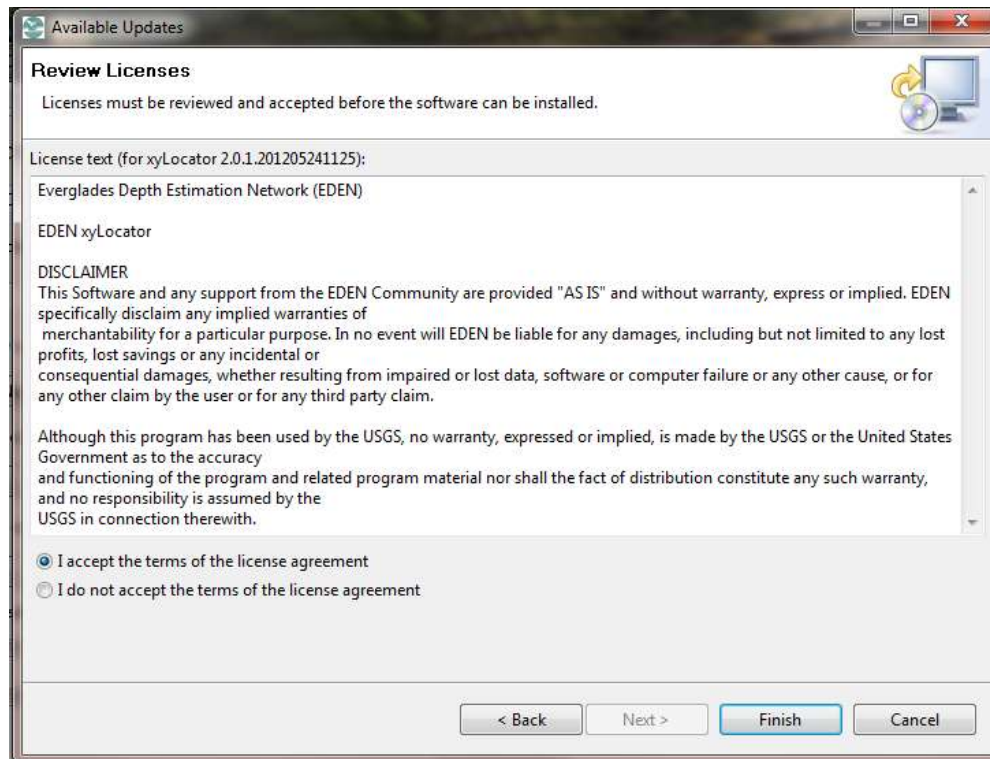 Available Updates
Review Licenses
Licenses must be reviewed and accepted before the software can be installed.
License text (for xyLocator 2.0.1.201205241125):
Everglades Depth Estimation Network (EDEN)
EDEN xyLocator
DISCLAIMER
This Software and any support from the EDEN Community are provided "AS IS" and without warranty, express or implied. EDEN
specifically disclaim any implied warranties of
merchantability for a particular purpose. In no event will EDEN be liable for any damages, including but not limited to any lost
profits, lost savings or any incidental or
consequential damages, whether resulting from impaired or lost data, software or computer failure or any other cause, or for
any other claim by the user or for any third party claim.
Although this program has been used by the USGS, no warranty, expressed or implied, is made by the USGS or the United States
Government as to the accuracy
and functioning of the program and related program material nor shall the fact of distribution constitute any such warranty,
and no responsibility is assumed by the
USGS in connection therewith.
I accept the terms of the license agreement
I do not accept the terms of the license agreement
< Back Next > Finish Cancel